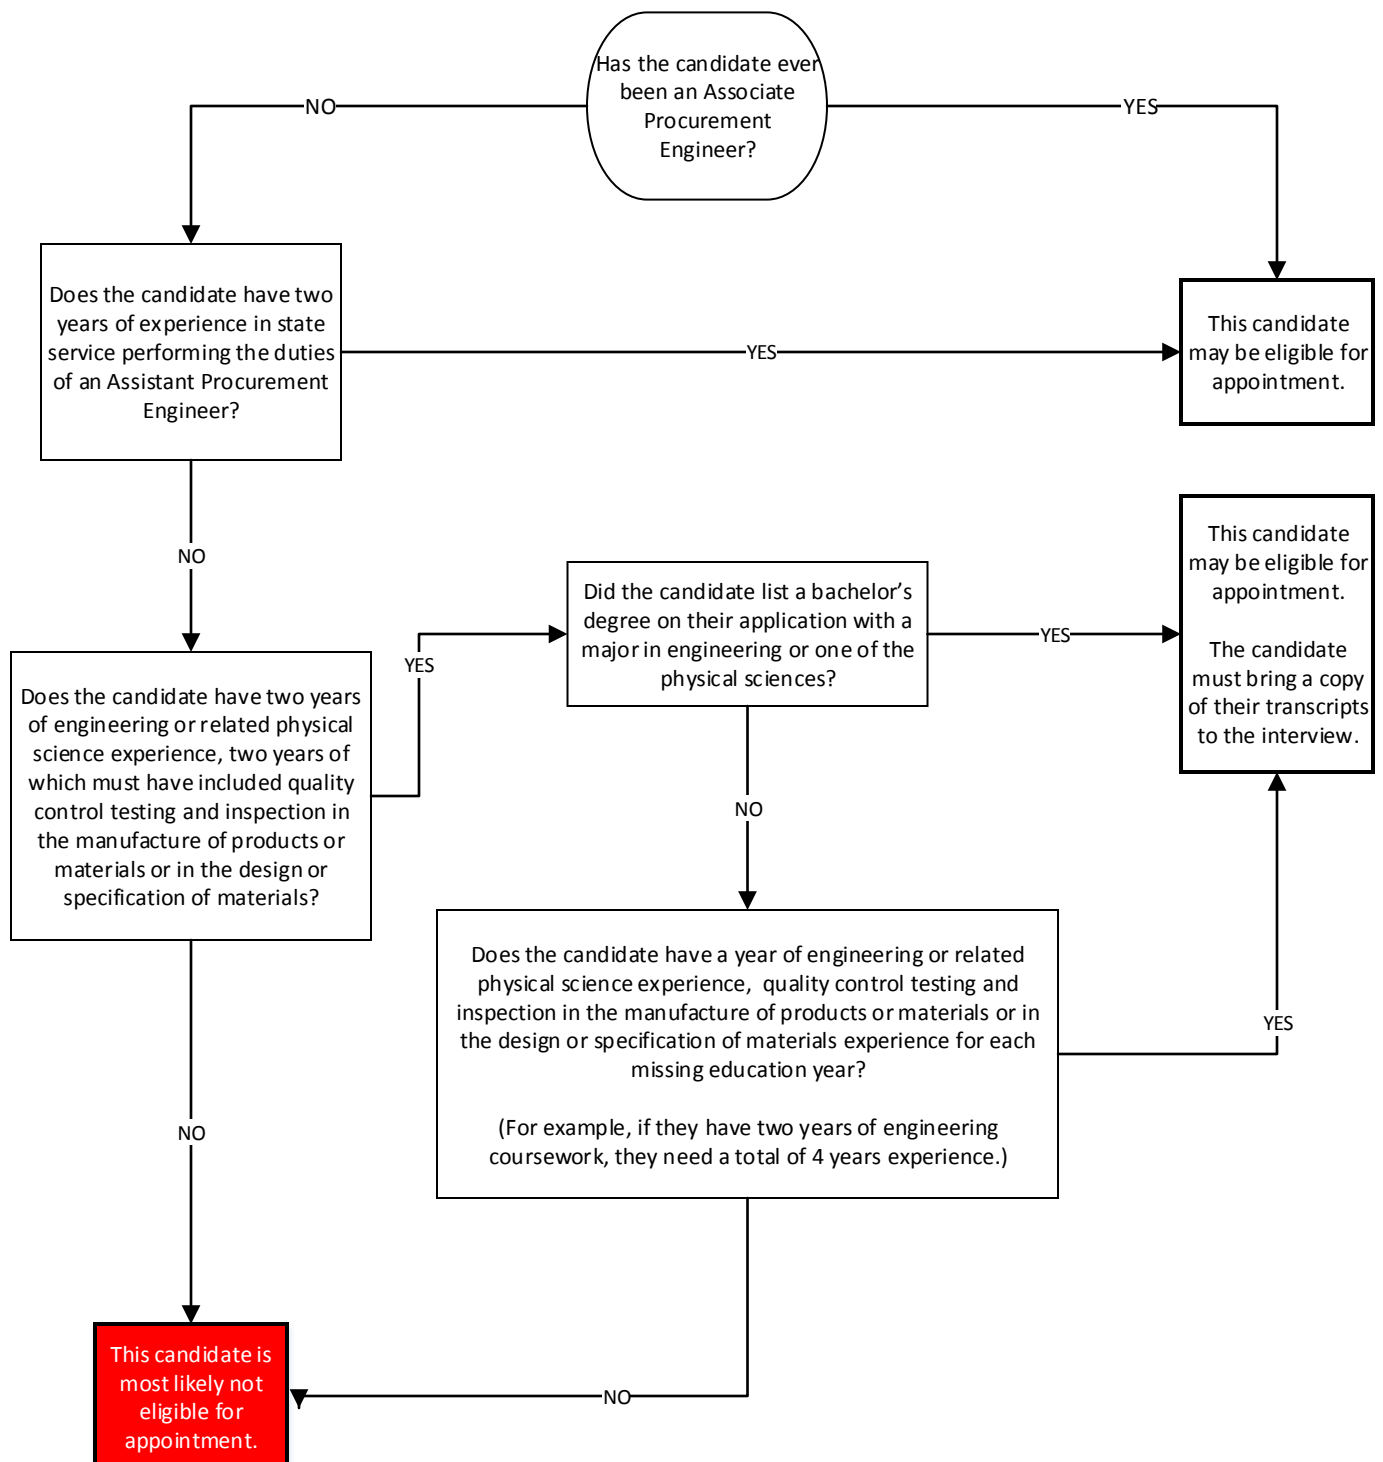 Has the candidate ever
been an Associate
Procurement
Engineer?
NO
YES
Does the candidate have two
years of experience in state
service performing the duties
of an Assistant Procurement
Engineer?
YES
This candidate
may be eligible for
appointment.
NO
Does the candidate have two years
of engineering or related physical
science experience, two years of
which must have included quality
control testing and inspection in
the manufacture of products or
materials or in the design or
specification of materials?
YES
Did the candidate list a bachelor’s
degree on their application with a
major in engineering or one of the
physical sciences?
YES
This candidate
may be eligible for
appointment.
The candidate
must bring a copy
of their transcripts
to the interview.
NO
Does the candidate have a year of engineering or related
physical science experience,  quality control testing and
inspection in the manufacture of products or materials or in
the design or specification of materials experience for each
missing education year?
(For example, if they have two years of engineering
coursework, they need a total of 4 years experience.)
YES
NO
NO
This candidate is
most likely not
eligible for
appointment.